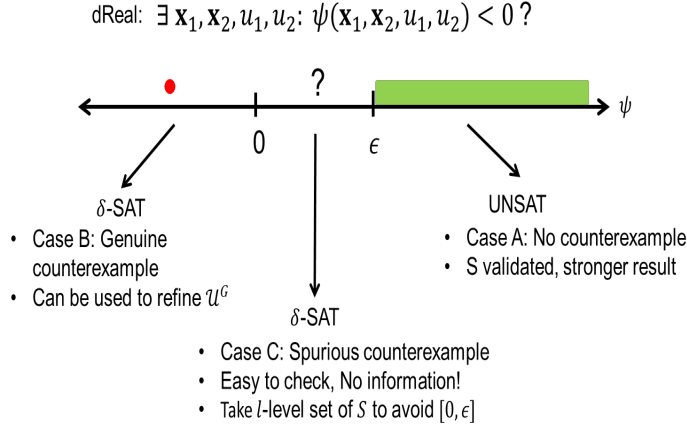 dReal: ∃ 𝐱₁, 𝐱₂, u₁, u₂: ψ(𝐱₁, 𝐱₂, u₁, u₂) < 0 ?
?
ψ
0
ϵ
δ-SAT
• Case B: Genuine
counterexample
• Can be used to refine 𝒰ᴳ
UNSAT
• Case A: No counterexample
• S validated, stronger result
δ-SAT
• Case C: Spurious counterexample
• Easy to check, No information!
• Take l-level set of S to avoid [0, ϵ]